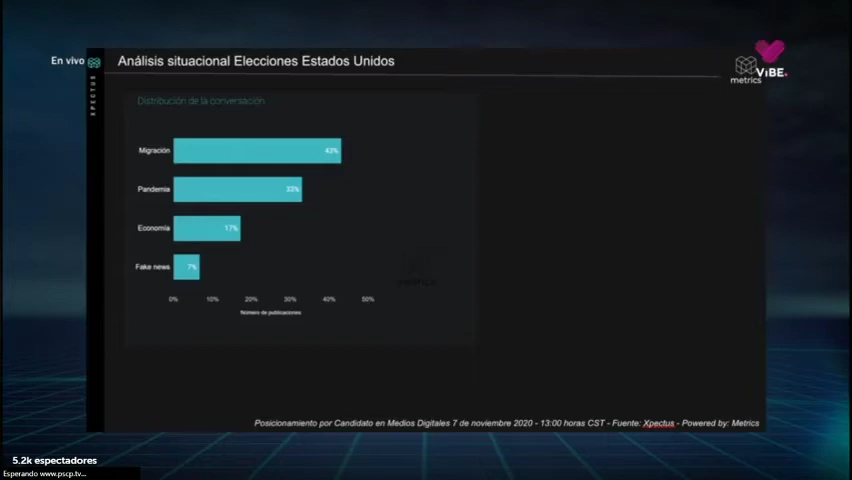 En vivo
XPECTUS
Análisis situacional Elecciones Estados Unidos
metrics
ViBE.
Distribución de la conversación
Migración
43%
Pandemia
33%
Economía
17%
Fake news
7%
0% 10% 20% 30% 40% 50%
Número de publicaciones
Posicionamiento por Candidato en Medios Digitales 7 de noviembre 2020 - 13:00 horas CST - Fuente: Xpectus - Powered by: Metrics
5.2k espectadores
Esperando www.pscp.tv...